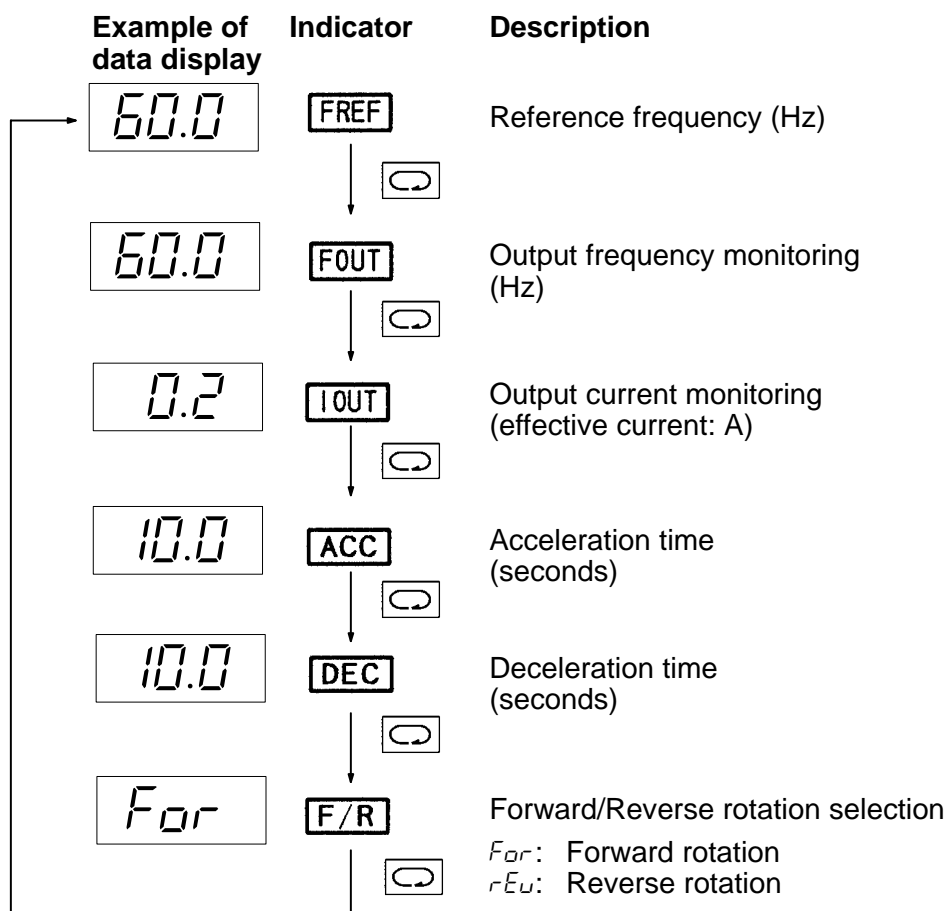 Example of data display Indicator Description
60.0 FREF Reference frequency (Hz)
60.0 FOUT Output frequency monitoring
(Hz)
0.2 IOUT Output current monitoring
(effective current: A)
10.0 ACC Acceleration time
(seconds)
10.0 DEC Deceleration time
(seconds)
For F/R Forward/Reverse rotation selection
For: Forward rotation
rEu: Reverse rotation